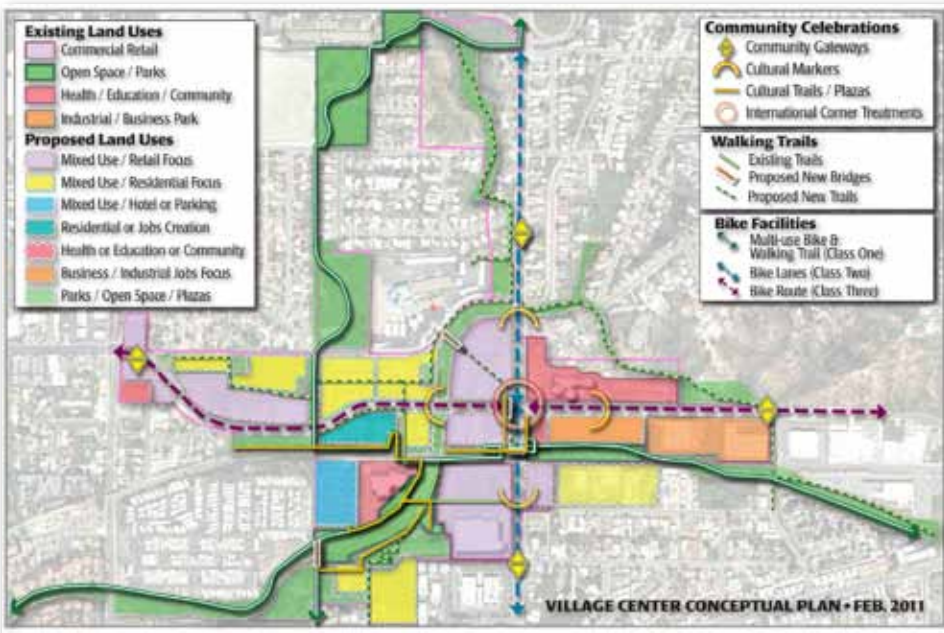 Existing Land Uses
Commercial Retail
Open Space / Parks
Health / Education / Community
Industrial / Business Park
Proposed Land Uses
Mixed Use / Retail Focus
Mixed Use / Residential Focus
Mixed Use / Hotel or Parking
Residential or Jobs Creation
Health or Education or Community
Business / Industrial Jobs Focus
Parks / Open Space / Plazas
Community Celebrations
Community Gateways
Cultural Markers
Cultural Trails / Plazas
International Corner Treatments
Walking Trails
Existing Trails
Proposed New Bridges
Proposed New Trails
Bike Facilities
Multi-use Bike &
Walking Trail (Class One)
Bike Lanes (Class Two)
Bike Route (Class Three)
VILLAGE CENTER CONCEPTUAL PLAN • FEB. 2011